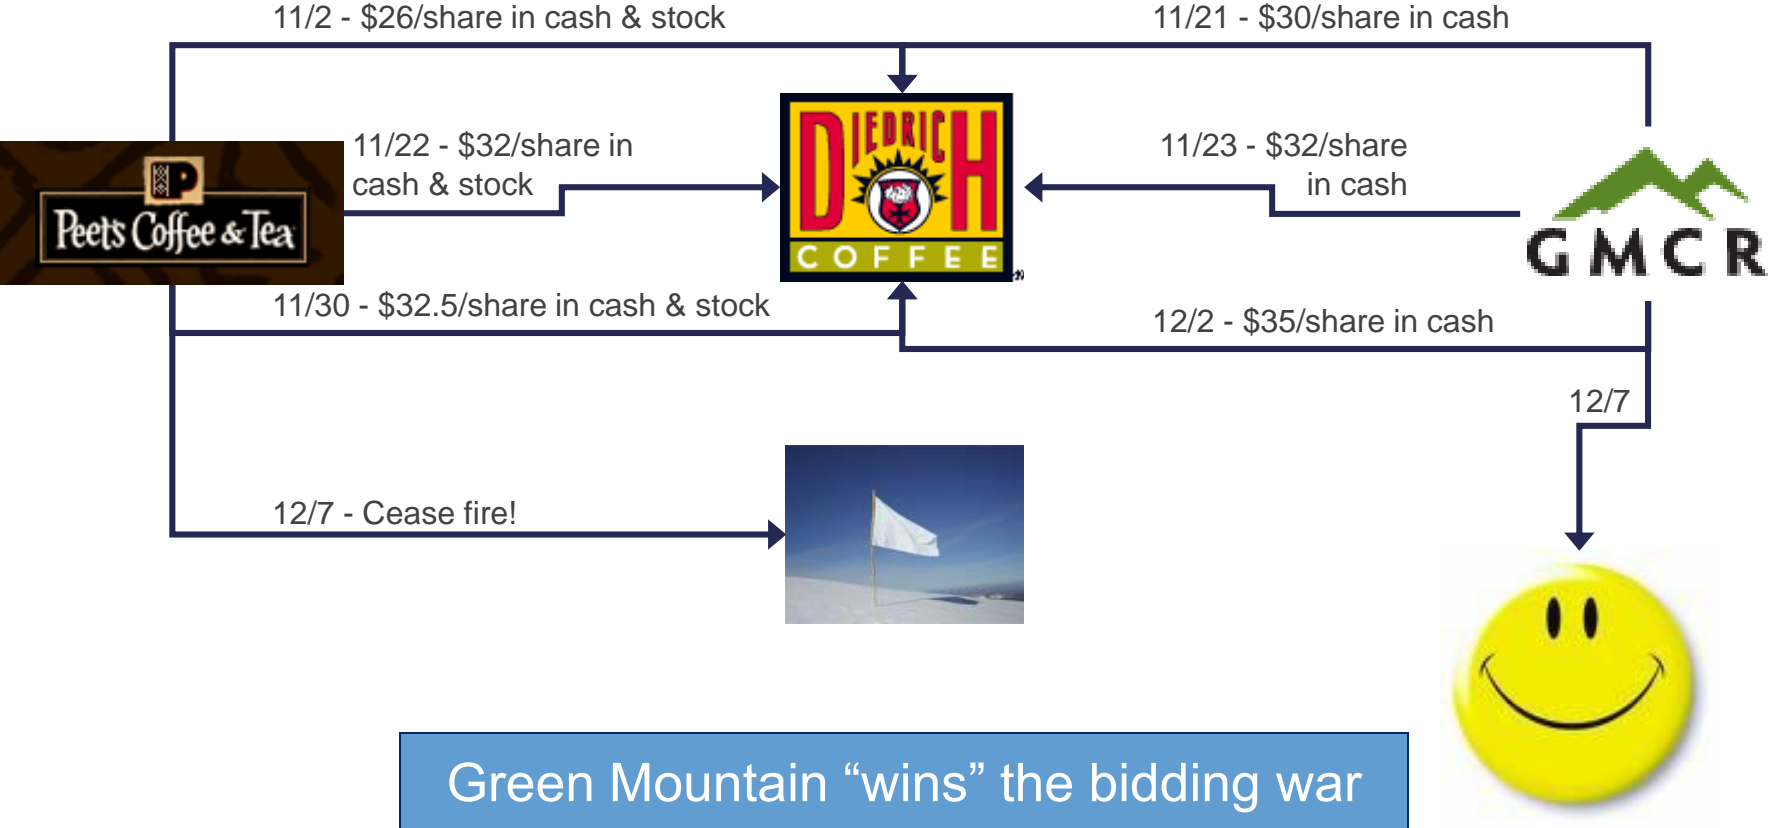 11/2 - $26/share in cash & stock
11/21 - $30/share in cash
11/22 - $32/share in
cash & stock
11/23 - $32/share
in cash
P
Peet's Coffee & Tea
DIEDRICH
COFFEE
GMCR
11/30 - $32.5/share in cash & stock
12/2 - $35/share in cash
12/7
12/7 - Cease fire!
Green Mountain “wins” the bidding war